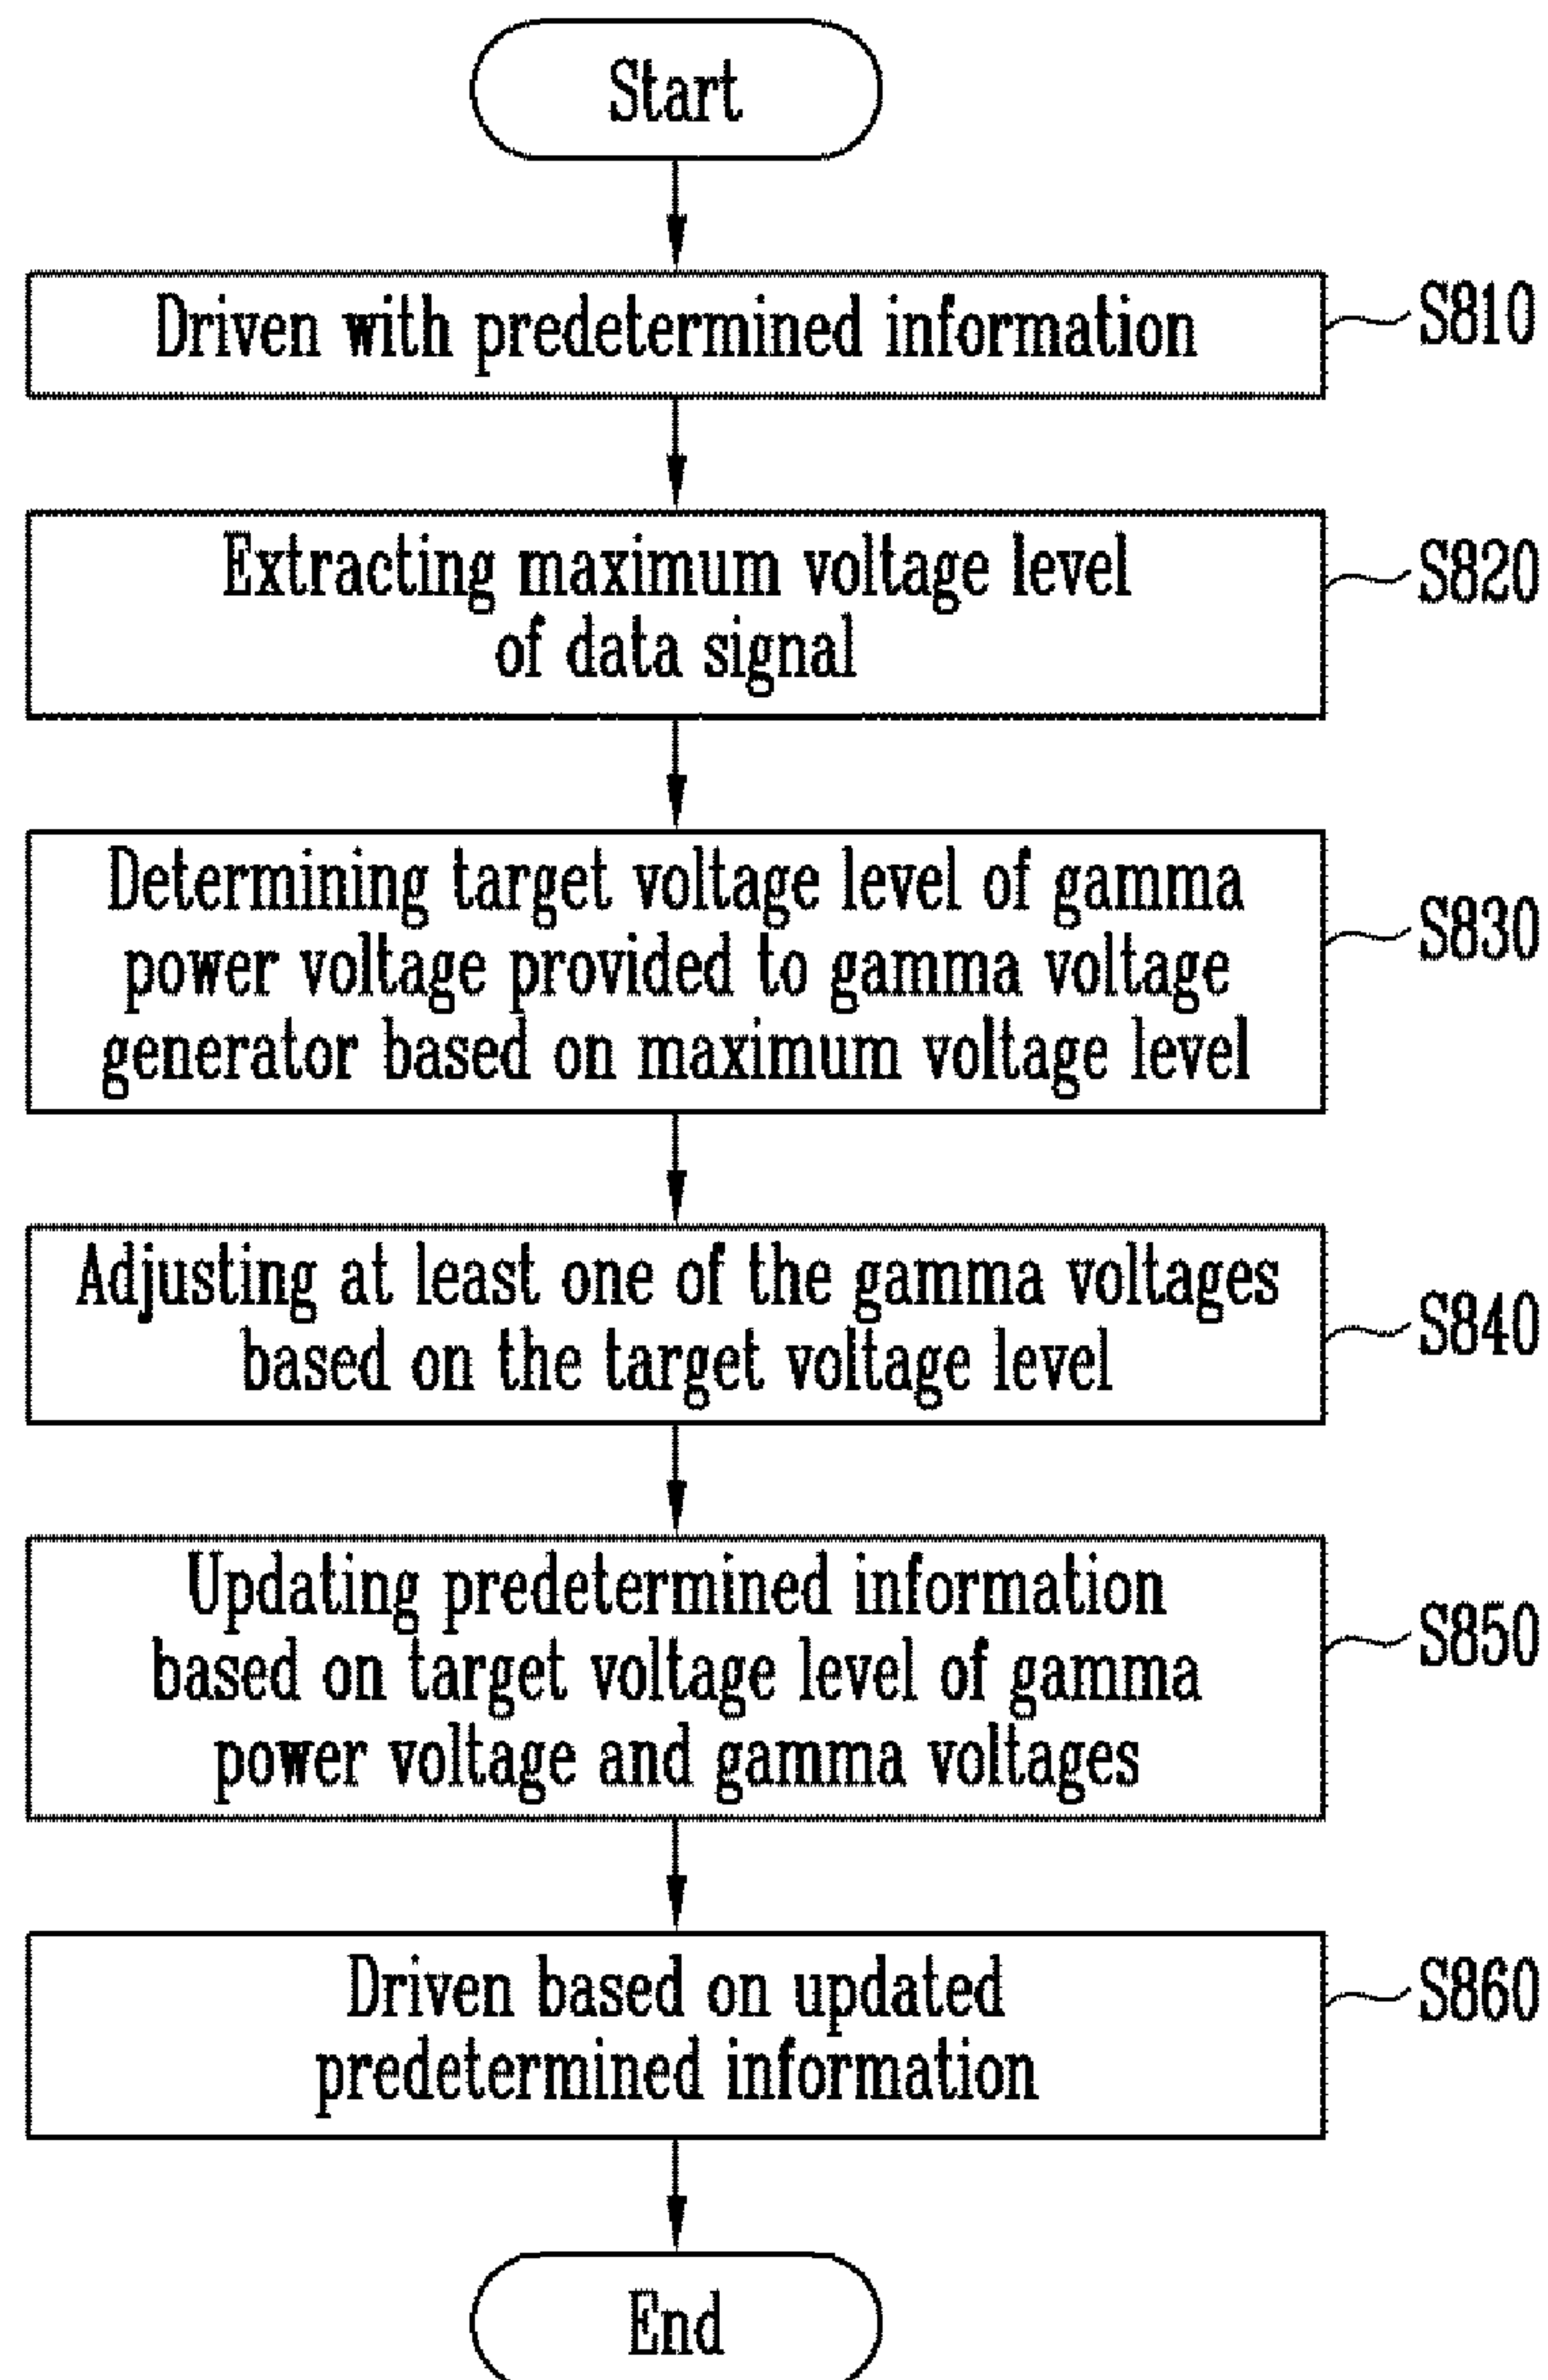 Start
Driven with predetermined information
S810
Extracting maximum voltage level
of data signal
S820
Determining target voltage level of gamma
power voltage provided to gamma voltage
generator based on maximum voltage level
S830
Adjusting at least one of the gamma voltages
based on the target voltage level
S840
Updating predetermined information
based on target voltage level of gamma
power voltage and gamma voltages
S850
Driven based on updated
predetermined information
S860
End